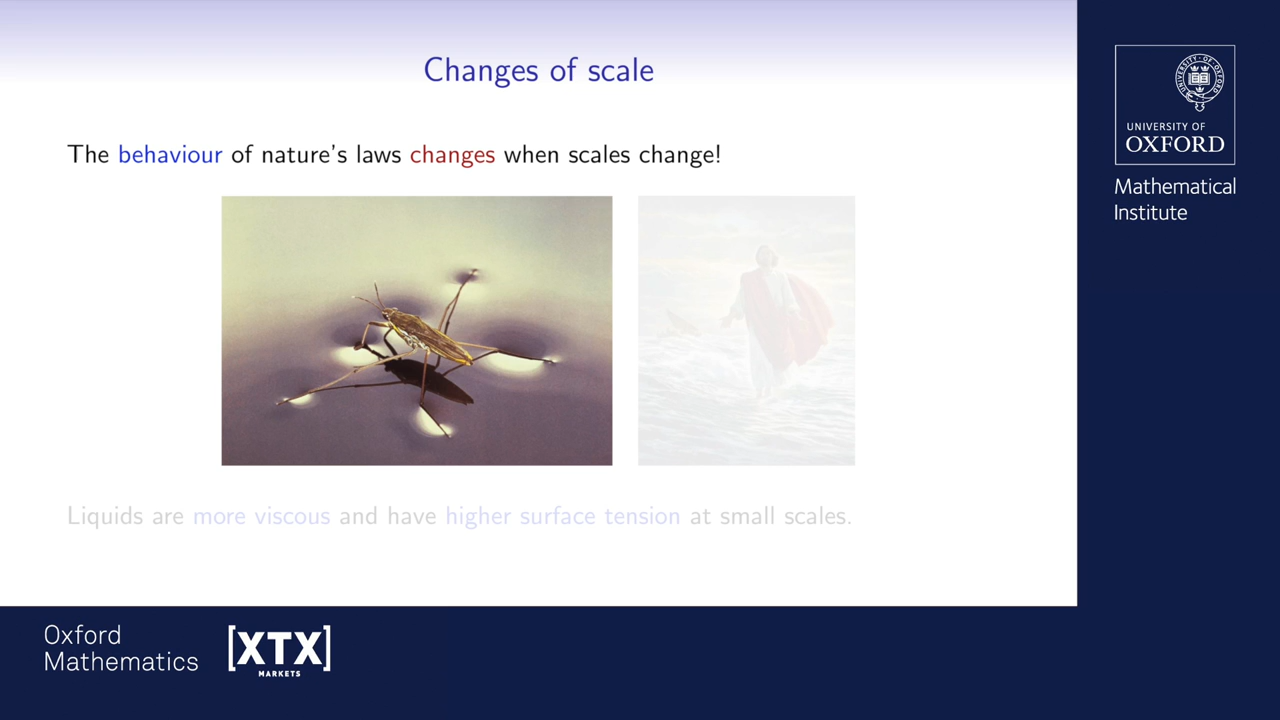 Changes of scale
The behaviour of nature's laws changes when scales change!
Liquids are more viscous and have higher surface tension at small scales.
UNIVERSITY OF
OXFORD
Mathematical
Institute
Oxford
Mathematics
[XTX]
MARKETS